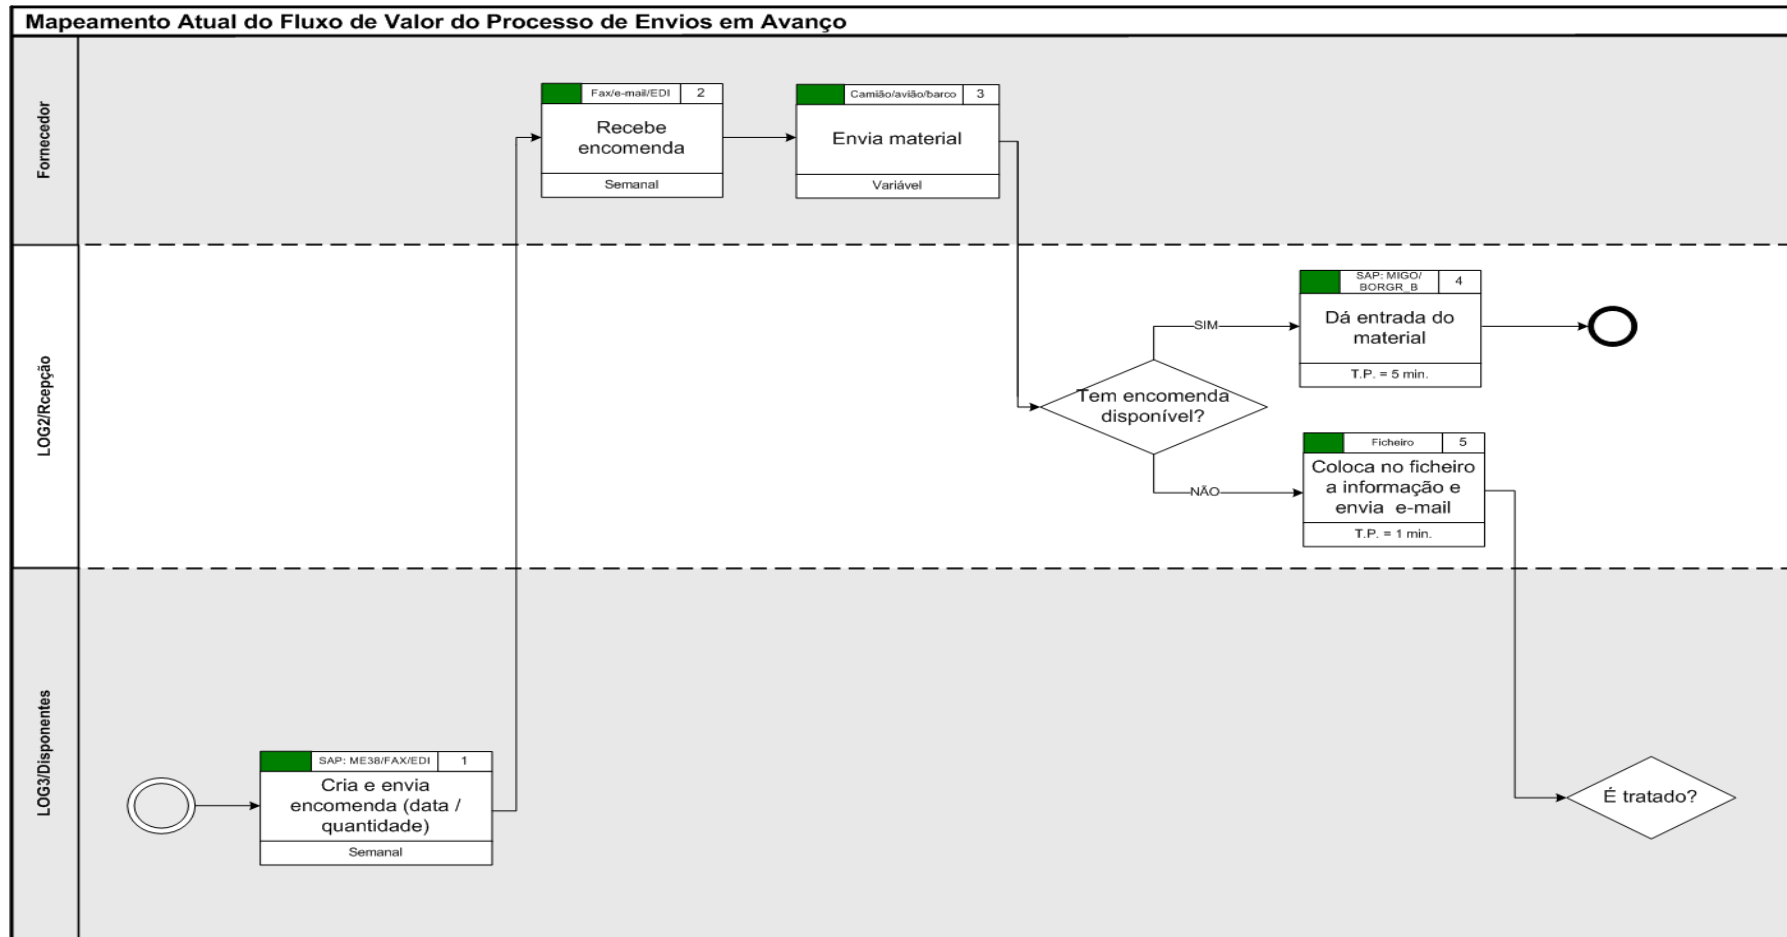 Mapeamento Atual do Fluxo de Valor do Processo de Envios em Avanço
Fornecedor
Fax/e-mail/EDI
2
Recebe
encomenda
Semanal
Camião/avião/barco
3
Envia material
Variável
LOG2/Rcepção
Tem encomenda
disponível?
SIM
SAP: MIGO/
BORGR_B
4
Dá entrada do
material
T.P. = 5 min.
NÃO
Ficheiro
5
Coloca no ficheiro
a informação e
envia e-mail
T.P. = 1 min.
LOG3/Disponentes
SAP: ME38/FAX/EDI
1
Cria e envia
encomenda (data /
quantidade)
Semanal
É tratado?